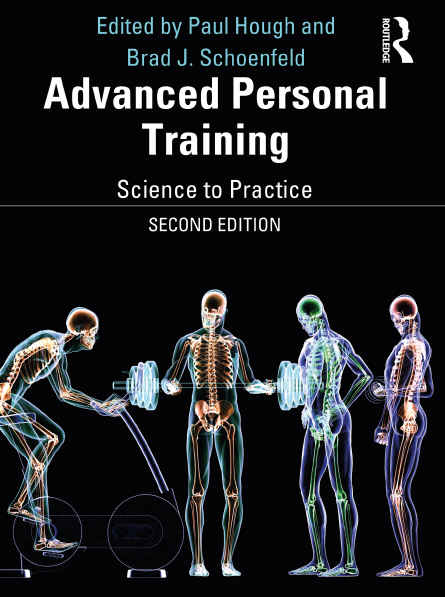 Edited by Paul Hough and
Brad J. Schoenfeld
ROUTLEDGE
Advanced Personal
Training
Science to Practice
SECOND EDITION